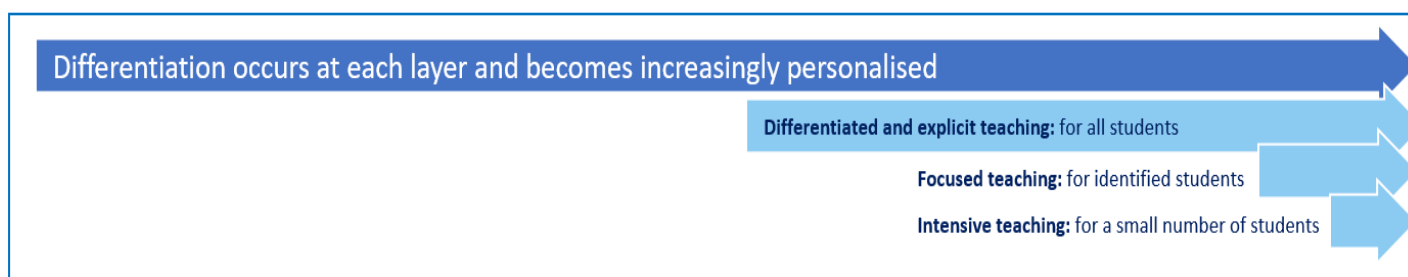 Differentiation occurs at each layer and becomes increasingly personalised
Differentiated and explicit teaching: for all students
Focused teaching: for identified students
Intensive teaching: for a small number of students